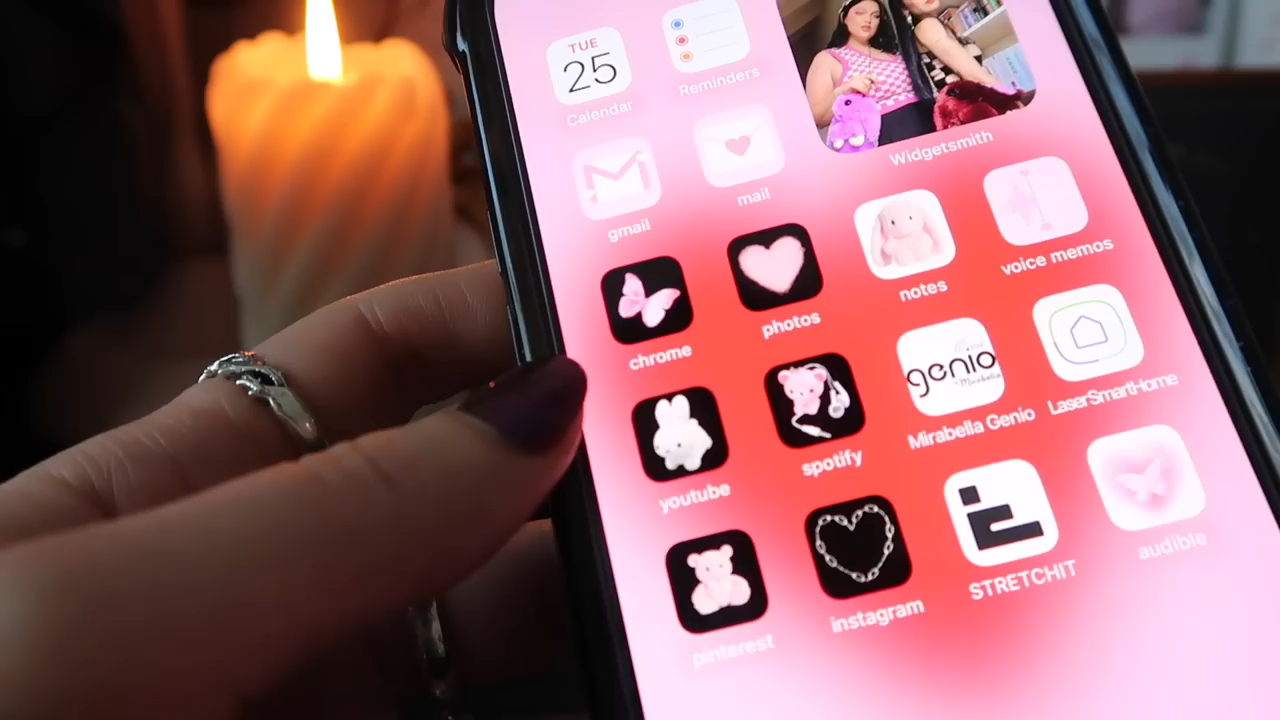 TUE
25
Calendar
Reminders
Widgetsmith
M
gmail
mail
chrome
photos
notes
voice memos
youtube
spotify
genio
Mirabella
Mirabella Genio
LaserSmartHome
pinterest
instagram
STRETCHIT
audible